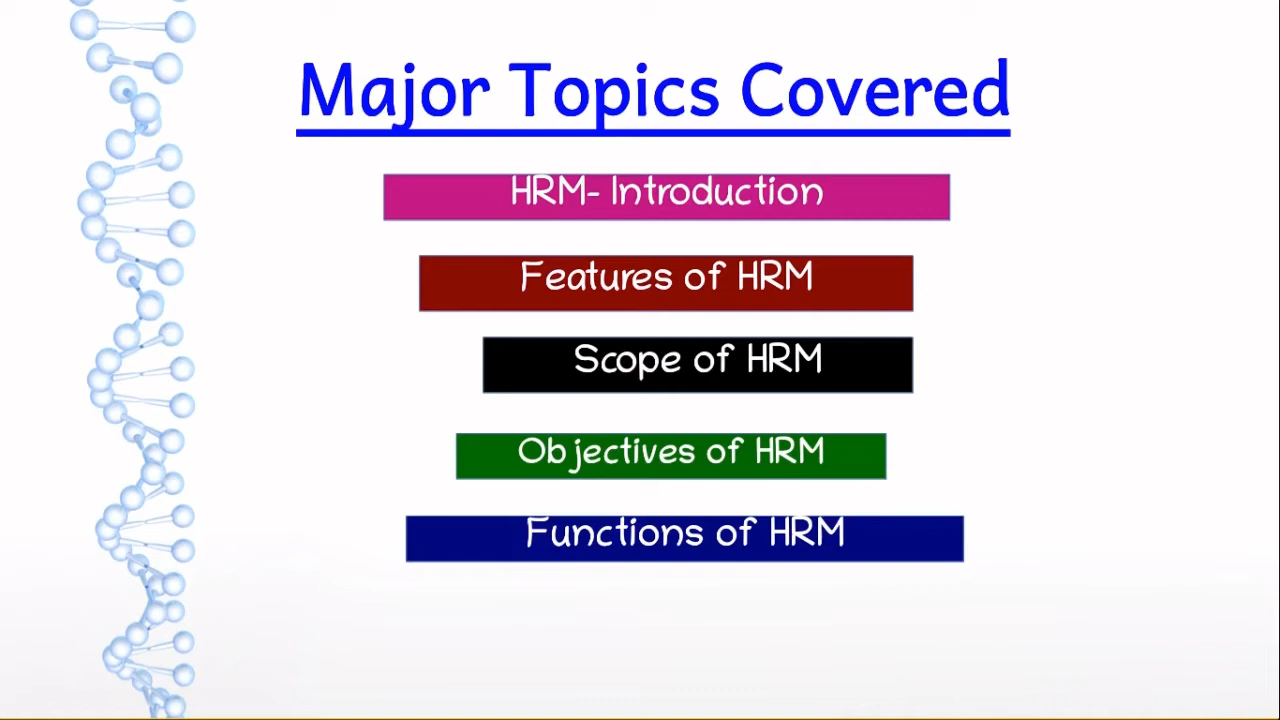 Major Topics Covered
HRM- Introduction
Features of HRM
Scope of HRM
Objectives of HRM
Functions of HRM